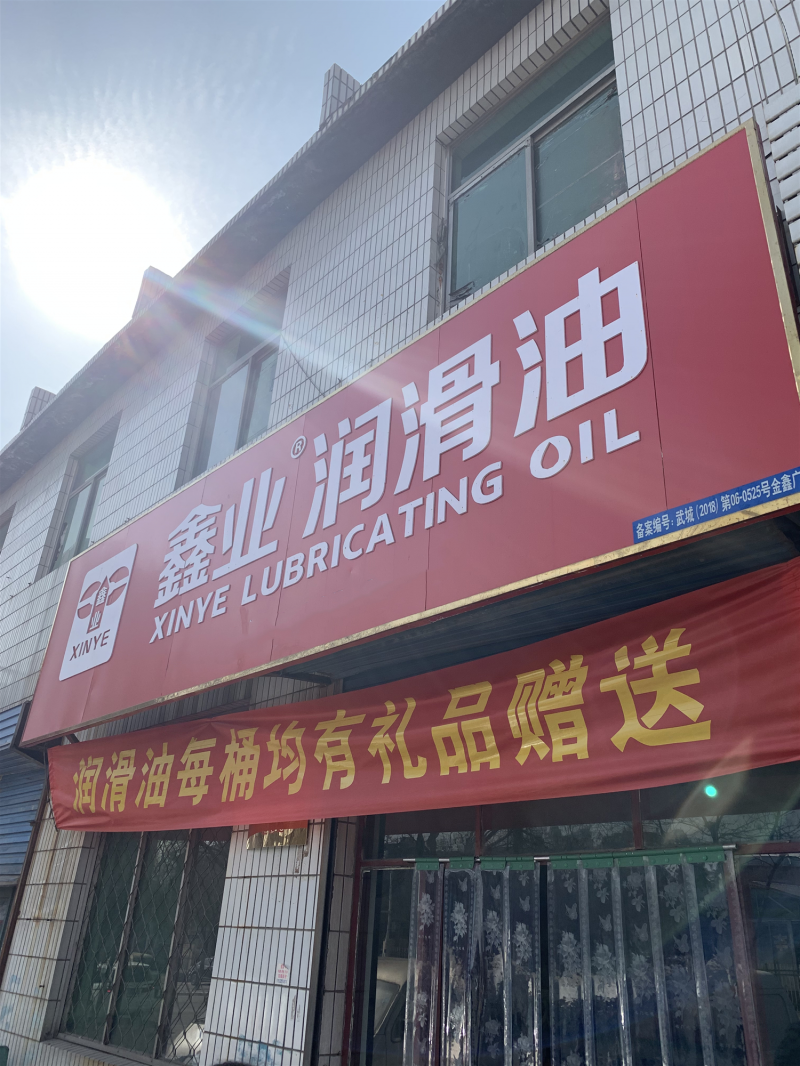 鑫业® 润滑油
XINYE LUBRICATING OIL
鑫业
XINYE
备案编号：武城（2018）第06-0525号金鑫广
润滑油每桶均有礼品赠送